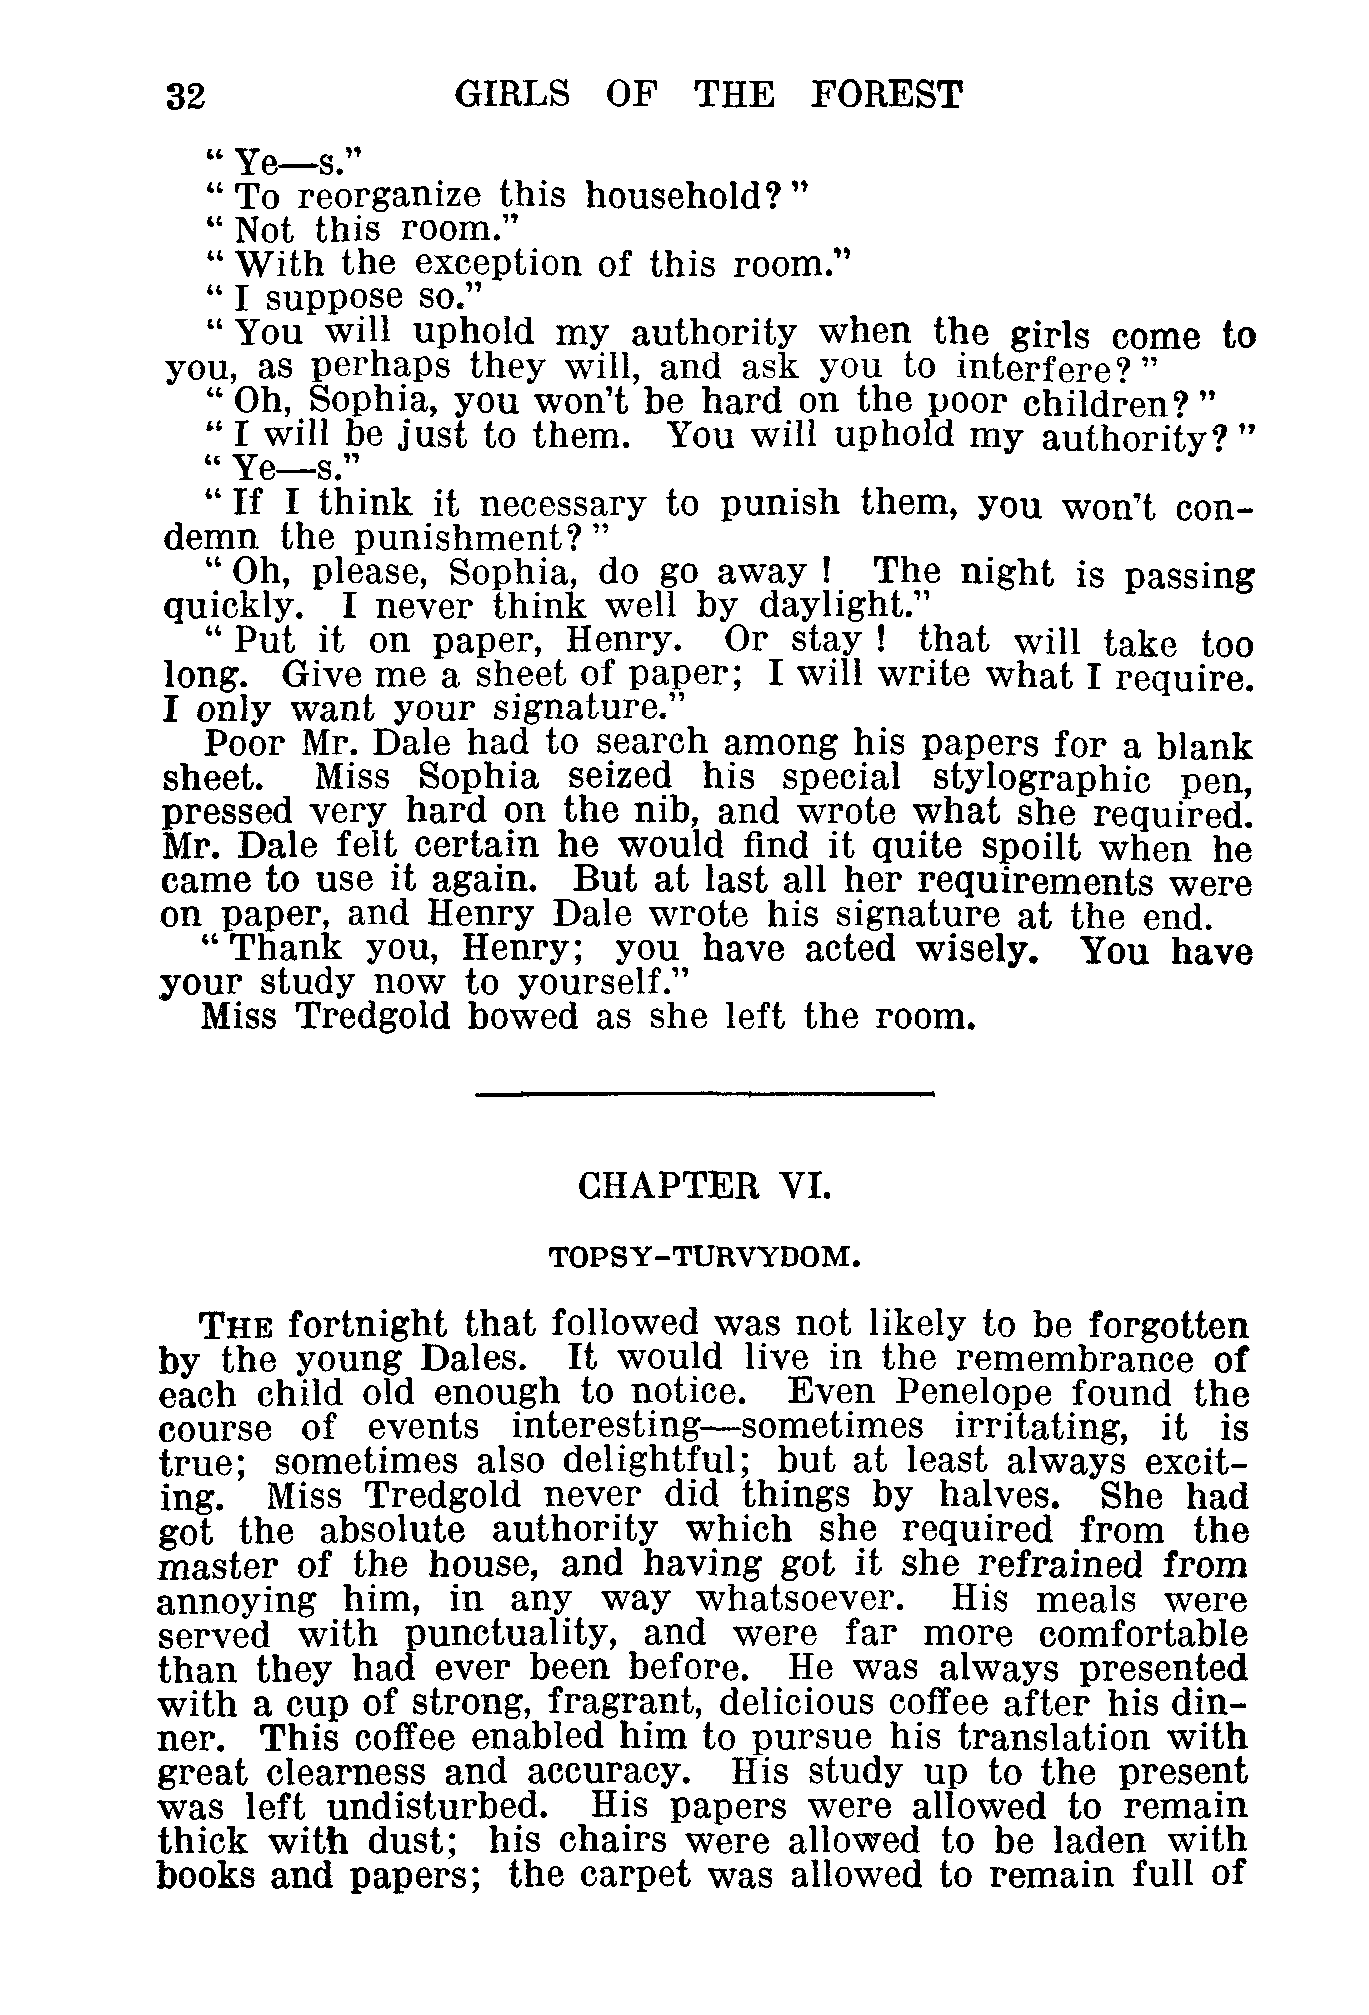 32 GIRLS OF THE FOREST
“ Ye—s.”
“ To reorganize this household? ”
“ Not this room.”
“ With the exception of this room.”
“ I suppose so.”
“ You will uphold my authority when the girls come to
you, as perhaps they will, and ask you to interfere? ”
“ Oh, Sophia, you won’t be hard on the poor children? ”
“ I will be just to them. You will uphold my authority? ”
“ Ye—s.”
“ If I think it necessary to punish them, you won’t con-
demn the punishment? ”
“ Oh, please, Sophia, do go away ! The night is passing
quickly. I never think well by daylight.”
“ Put it on paper, Henry. Or stay ! that will take too
long. Give me a sheet of paper; I will write what I require.
I only want your signature.”
Poor Mr. Dale had to search among his papers for a blank
sheet. Miss Sophia seized his special stylographic pen,
pressed very hard on the nib, and wrote what she required.
Mr. Dale felt certain he would find it quite spoilt when he
came to use it again. But at last all her requirements were
on paper, and Henry Dale wrote his signature at the end.
“ Thank you, Henry; you have acted wisely. You have
your study now to yourself.”
Miss Tredgold bowed as she left the room.
CHAPTER VI.
TOPSY-TURVYDOM.
THE fortnight that followed was not likely to be forgotten
by the young Dales. It would live in the remembrance of
each child old enough to notice. Even Penelope found the
course of events interesting—sometimes irritating, it is
true; sometimes also delightful; but at least always excit-
ing. Miss Tredgold never did things by halves. She had
got the absolute authority which she required from the
master of the house, and having got it she refrained from
annoying him, in any way whatsoever. His meals were
served with punctuality, and were far more comfortable
than they had ever been before. He was always presented
with a cup of strong, fragrant, delicious coffee after his din-
ner. This coffee enabled him to pursue his translation with
great clearness and accuracy. His study up to the present
was left undisturbed. His papers were allowed to remain
thick with dust; his chairs were allowed to be laden with
books and papers; the carpet was allowed to remain full of